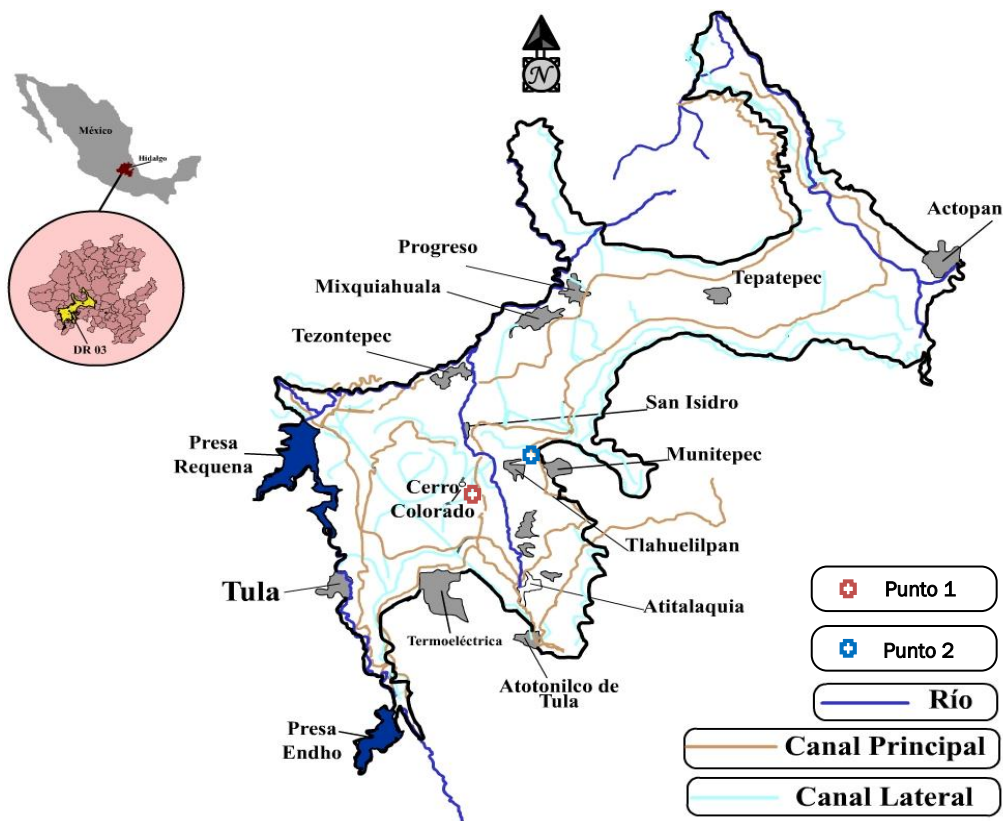 N
México
Hidalgo
DR 03
Actopan
Progreso
Tepatepec
Mixquiahuala
Tezontepec
San Isidro
Presa
Requena
Munitepec
Cerro
Colorado
Tlahuelilpan
Tula
Atitalaquia
Termoeléctrica
Atotonilco de
Tula
Presa
Endho
Punto 1
Punto 2
Río
Canal Principal
Canal Lateral